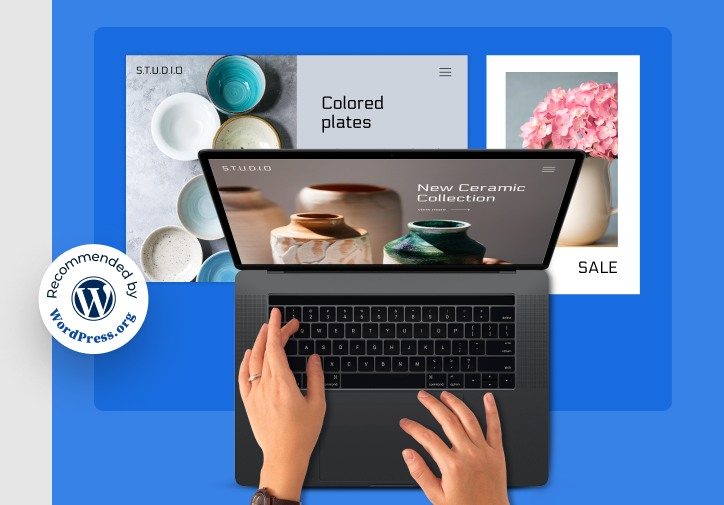 S.T.U.D.I.O
Colored
plates
S.T.U.D.I.O
New Ceramic
Collection
SALE
Recommended by
WordPress.org